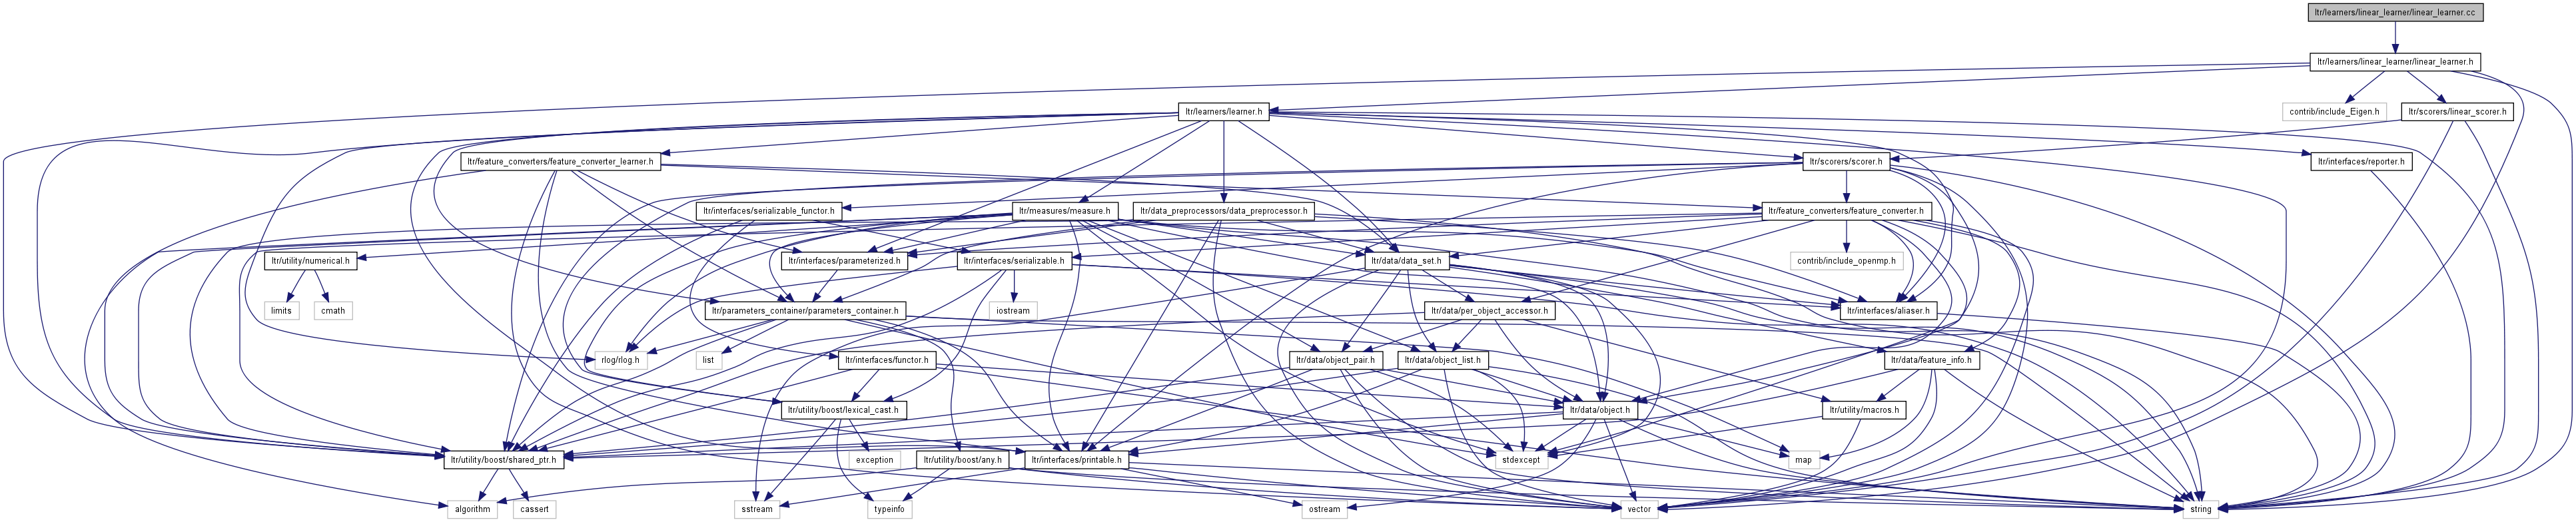 ltr/learners/linear_learner/linear_learner.cc
ltr/learners/linear_learner/linear_learner.h
ltr/learners/learner.h
contrib/include_Eigen.h
ltr/scorers/linear_scorer.h
ltr/feature_converters/feature_converter_learner.h
ltr/scorers/scorer.h
ltr/interfaces/reporter.h
ltr/interfaces/serializable_functor.h
ltr/measures/measure.h
ltr/data_preprocessors/data_preprocessor.h
ltr/feature_converters/feature_converter.h
ltr/utility/numerical.h
ltr/interfaces/parameterized.h
ltr/interfaces/serializable.h
ltr/data/data_set.h
contrib/include_openmp.h
limits
cmath
ltr/parameters_container/parameters_container.h
iostream
ltr/data/per_object_accessor.h
ltr/interfaces/aliaser.h
rlog/rlog.h
list
ltr/interfaces/functor.h
ltr/data/object_pair.h
ltr/data/object_list.h
ltr/data/feature_info.h
ltr/utility/boost/lexical_cast.h
ltr/data/object.h
ltr/utility/macros.h
ltr/utility/boost/shared_ptr.h
exception
ltr/utility/boost/any.h
ltr/interfaces/printable.h
stdexcept
map
algorithm
cassert
sstream
typeinfo
ostream
vector
string